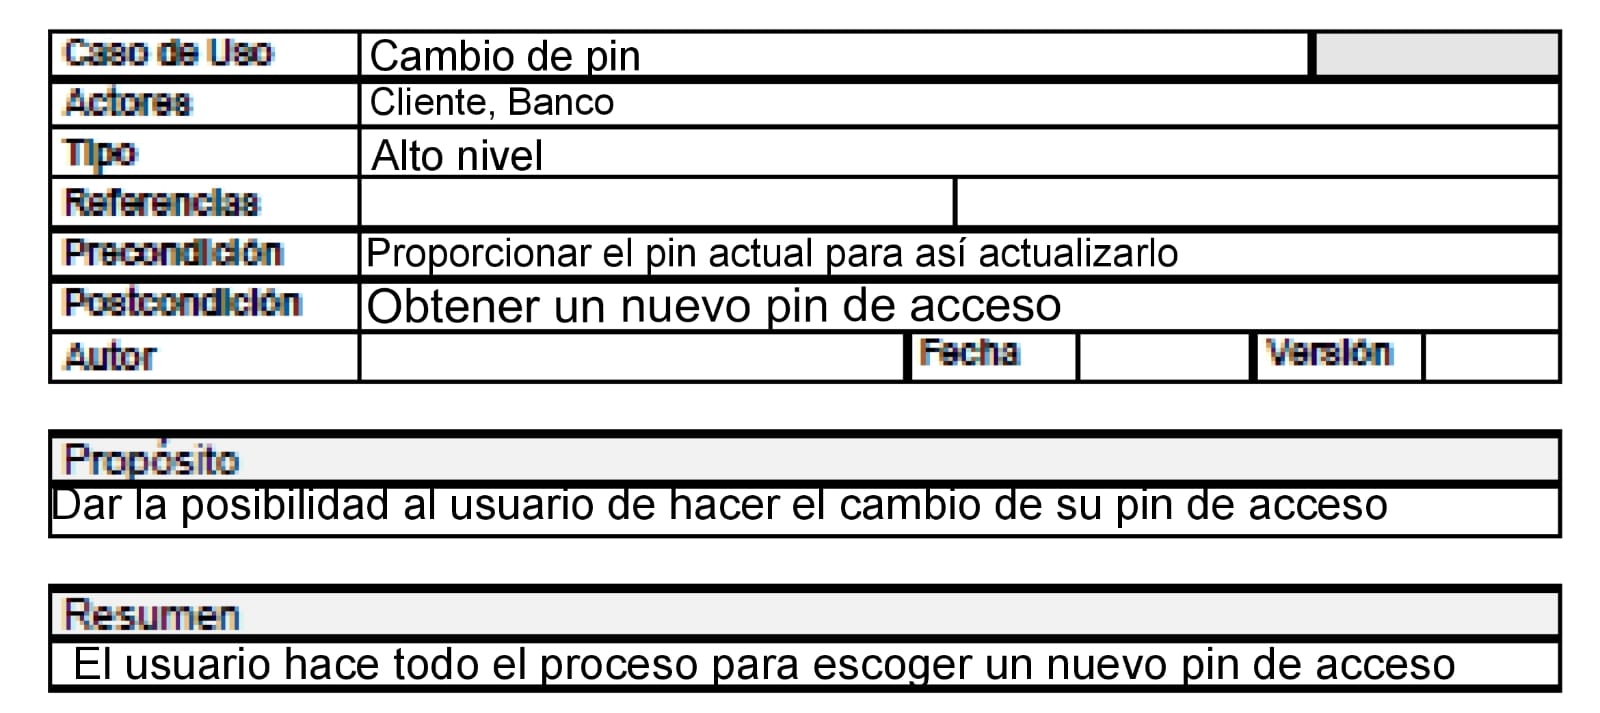 Caso de Uso Cambio de pin
Actores Cliente, Banco
Tipo Alto nivel
Referencias
Precondición Proporcionar el pin actual para así actualizarlo
Postcondición Obtener un nuevo pin de acceso
Autor Fecha Versión
Propósito
Dar la posibilidad al usuario de hacer el cambio de su pin de acceso
Resumen
El usuario hace todo el proceso para escoger un nuevo pin de acceso